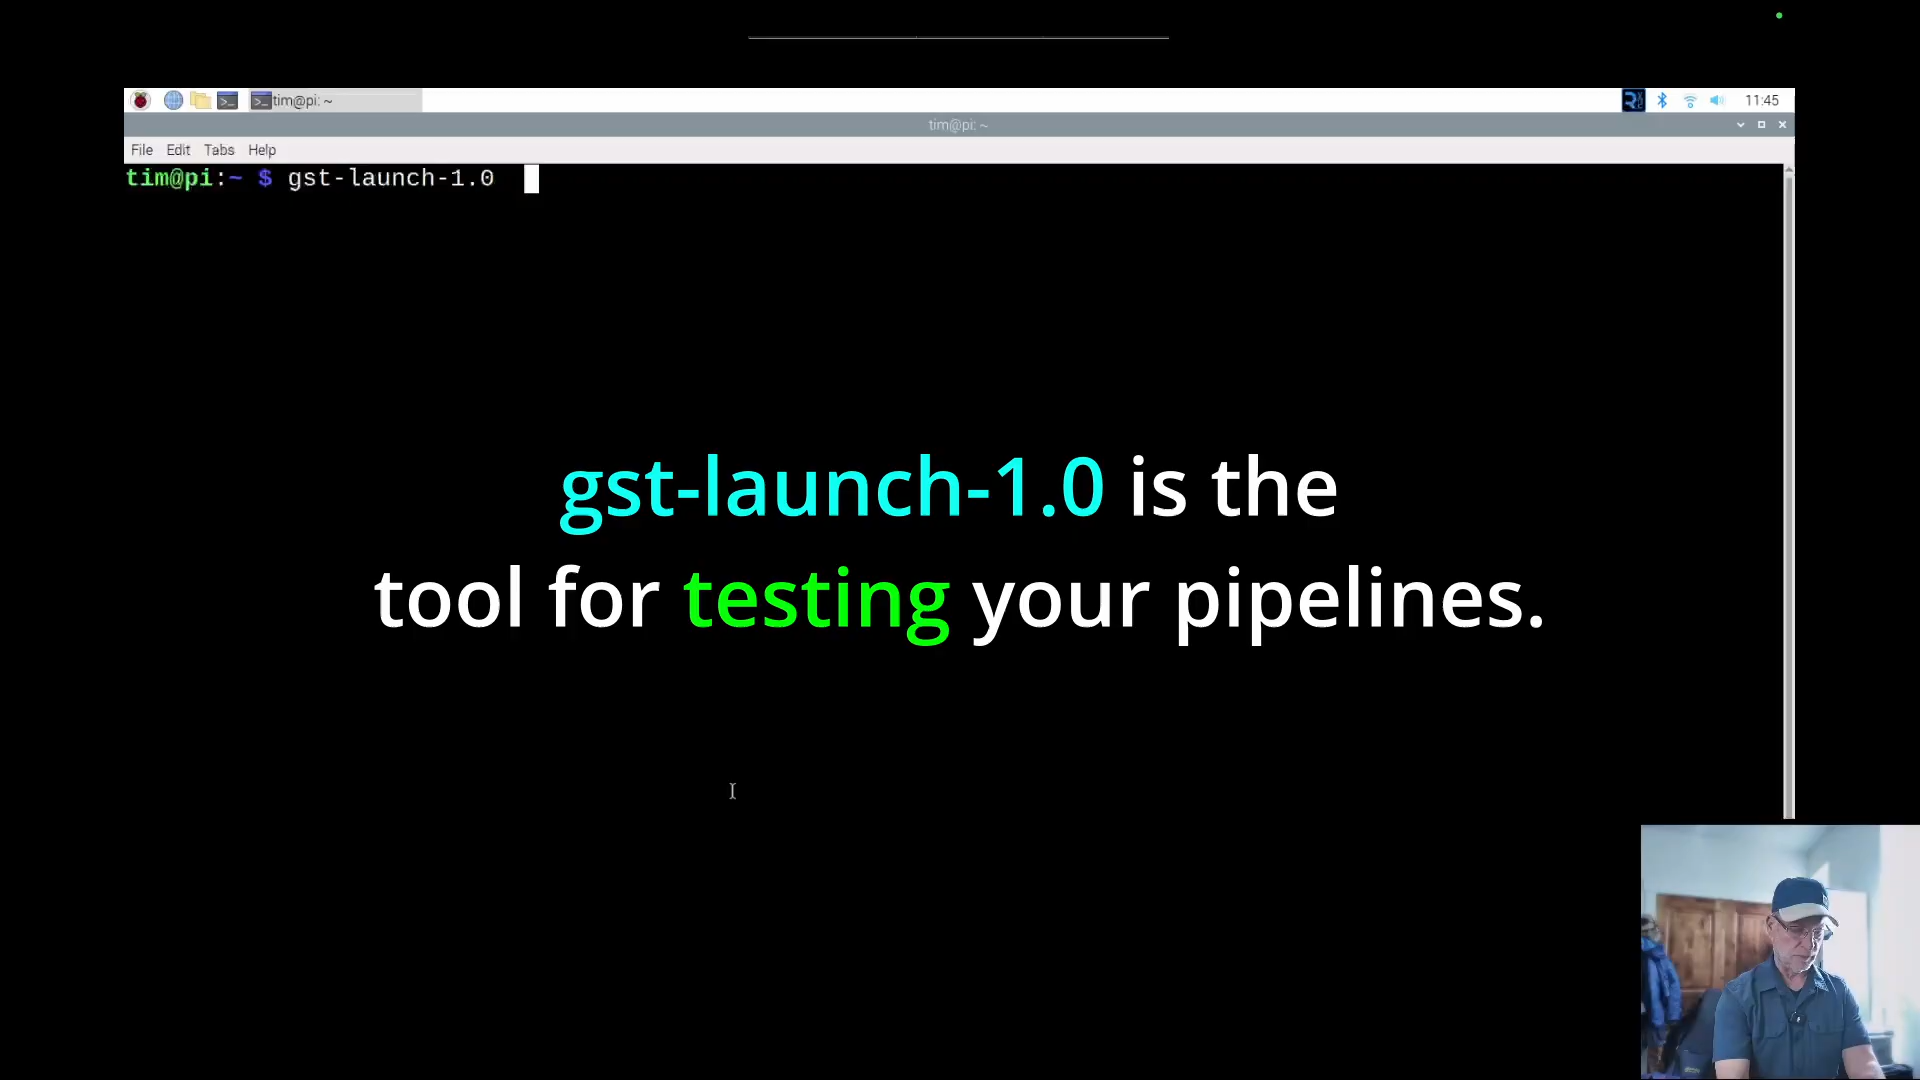 tim@pi: ~
11:45
tim@pi: ~
File Edit Tabs Help
tim@pi:~ $ gst-launch-1.0
gst-launch-1.0 is the
tool for testing your pipelines.